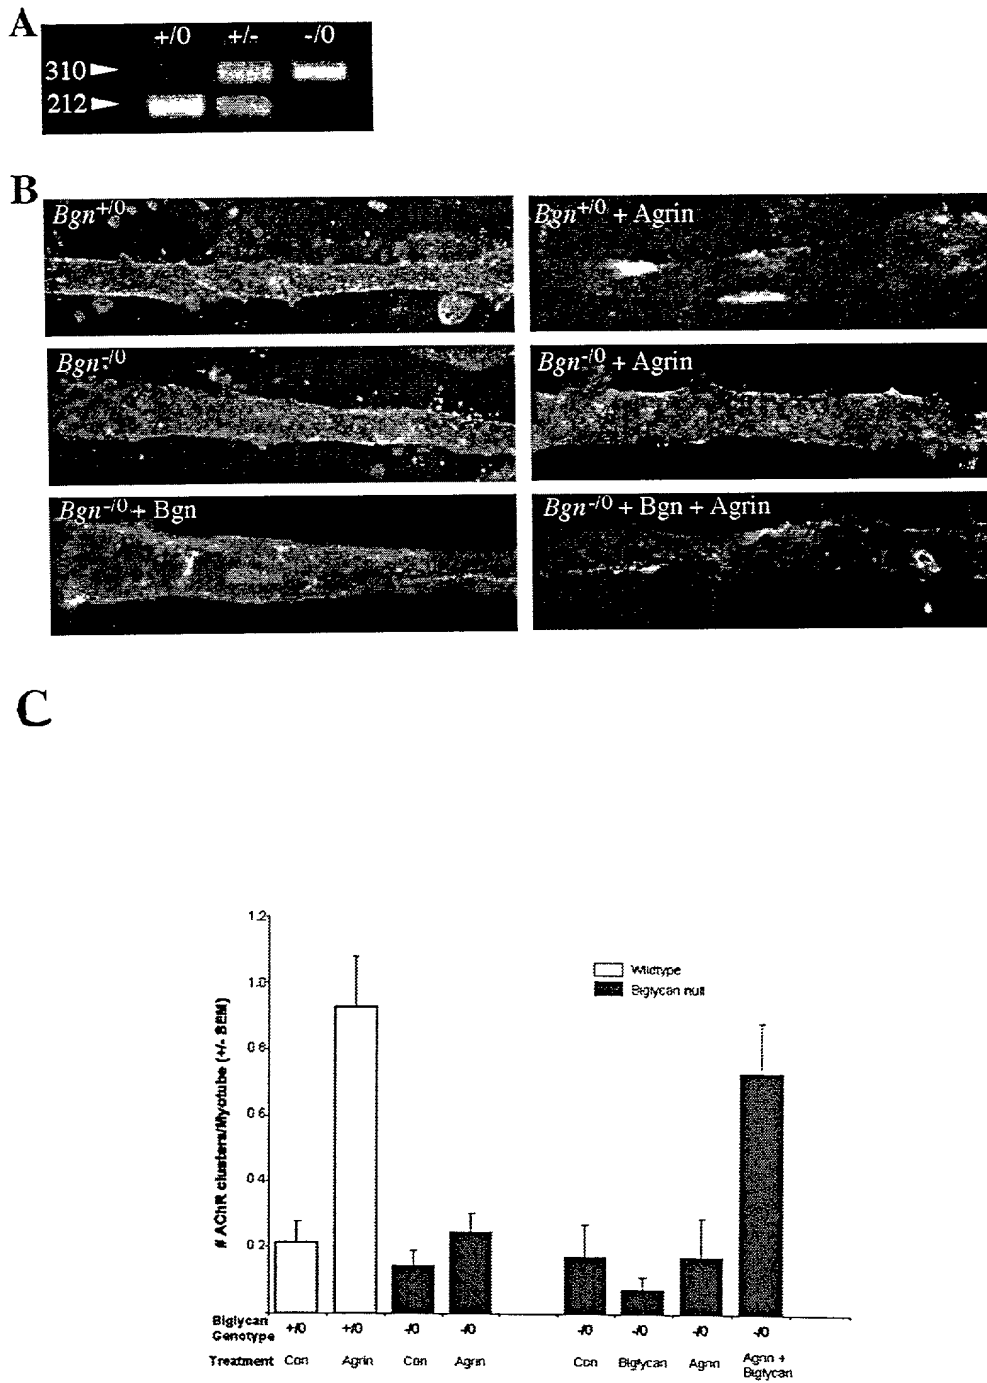 A
+/0 +/- -/0
310
212
B
Bgn+/0
Bgn+/0 + Agrin
Bgn-/0
Bgn-/0 + Agrin
Bgn-/0 + Bgn
Bgn-/0 + Bgn + Agrin
C
# AChR clusters/Myotube (+/- SEM)
1.2
1.0
0.8
0.6
0.4
0.2
Wildtype
Biglycan null
Biglycan
Genotype
+/0 +/0 -/0 -/0 -/0 -/0 -/0 -/0
Treatment Con Agrin Con Agrin Con Biglycan Agrin Agrin +
Biglycan